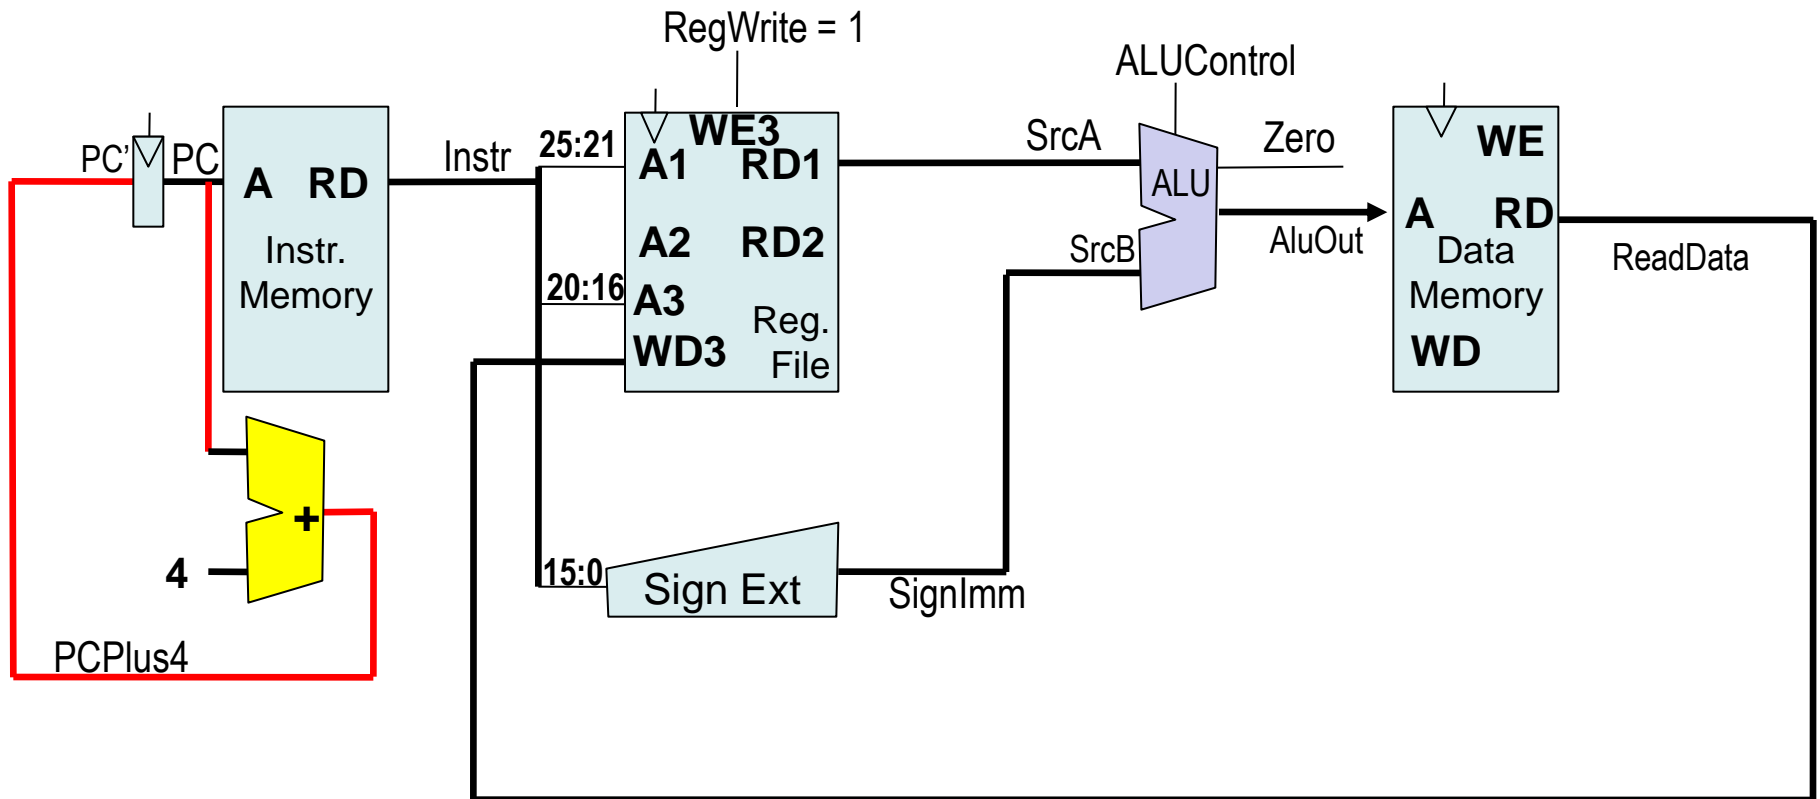 RegWrite = 1
ALUControl
PC'
PC
A RD
Instr.
Memory
Instr
25:21
20:16
15:0
WE3
A1 RD1
A2 RD2
A3
WD3
Reg.
File
SrcA
SrcB
ALU
Zero
AluOut
WE
A RD
Data
Memory
WD
ReadData
+
4
PCPlus4
Sign Ext
SignImm